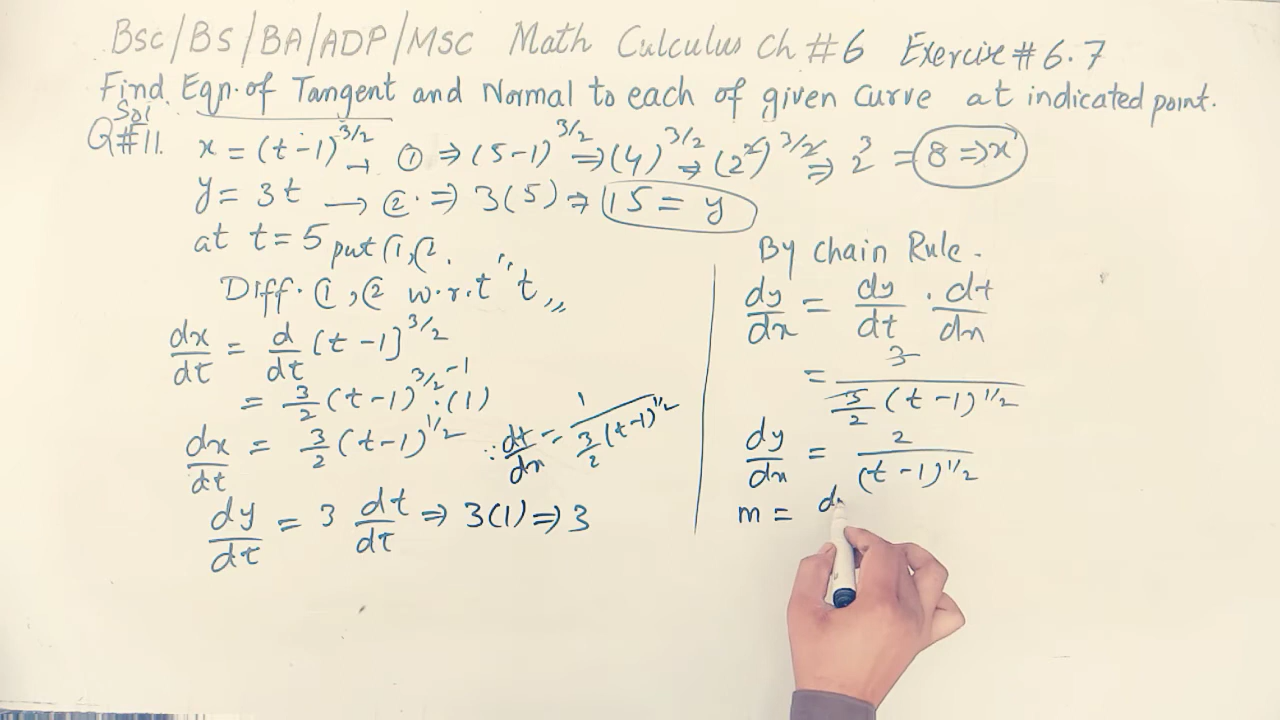 Bsc/BS/BA/ADP/MSC Math Calculus Ch #6 Exercise # 6.7
Find Eqn. of Tangent and Normal to each of given curve at indicated point.
Sol
Q#11. x = (t-1)^3/2 → ① ⇒ (5-1)^3/2 ⇒ (4)^3/2 ⇒ (2^2)^3/2 ⇒ 2^3 = 8 ⇒ x
y = 3t → ② ⇒ 3(5) ⇒ 15 = y
at t = 5 put ①, ②.
Diff. ①, ② w.r.t "t"
dx/dt = d/dt (t-1]^3/2
= 3/2 (t-1)^3/2-1 · (1)
dx/dt = 3/2 (t-1)^1/2 ∵ dt/dx = 1/(3/2 (t-1)^1/2)
dy/dt = 3 dt/dt ⇒ 3(1) ⇒ 3
By Chain Rule.
dy/dx = dy/dt · dt/dx
= 3/(3/2 (t-1)^1/2)
dy/dx = 2/(t-1)^1/2
m = d